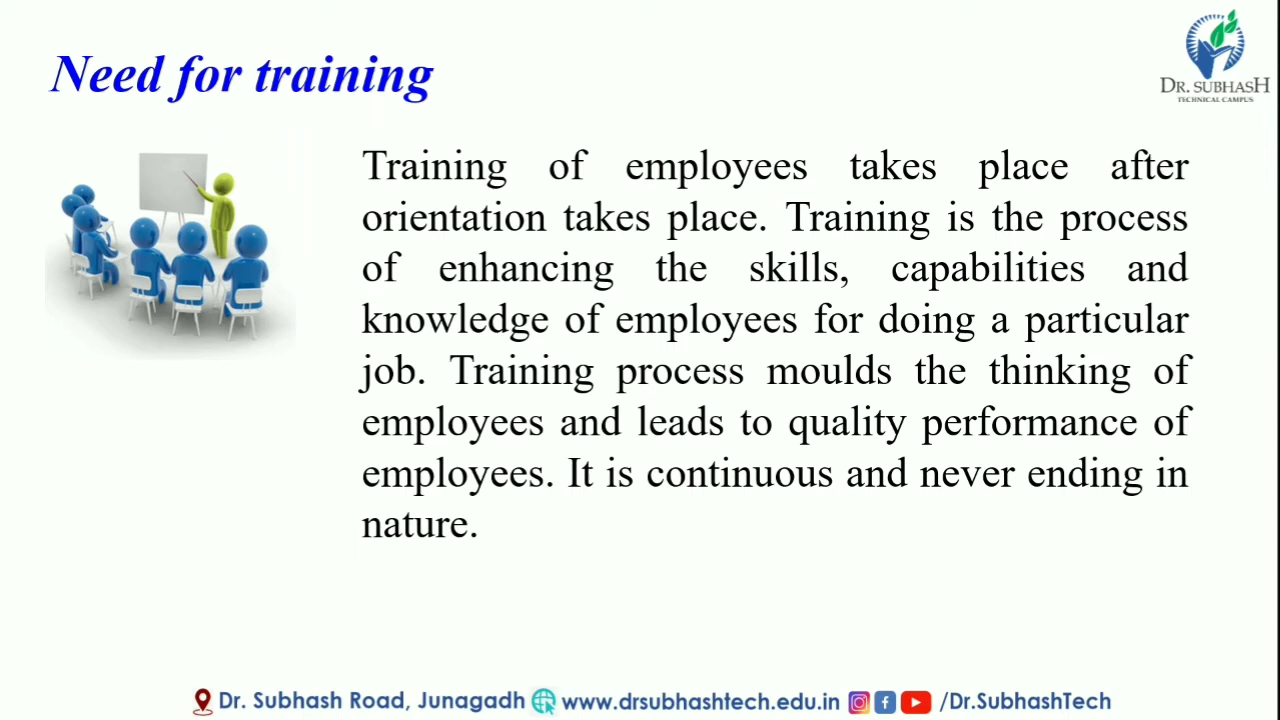 Need for training
DR. SUBHASH
TECHNICAL CAMPUS
Training of employees takes place after
orientation takes place. Training is the process
of enhancing the skills, capabilities and
knowledge of employees for doing a particular
job. Training process moulds the thinking of
employees and leads to quality performance of
employees. It is continuous and never ending in
nature.
Dr. Subhash Road, Junagadh www.drsubhashtech.edu.in /Dr.SubhashTech